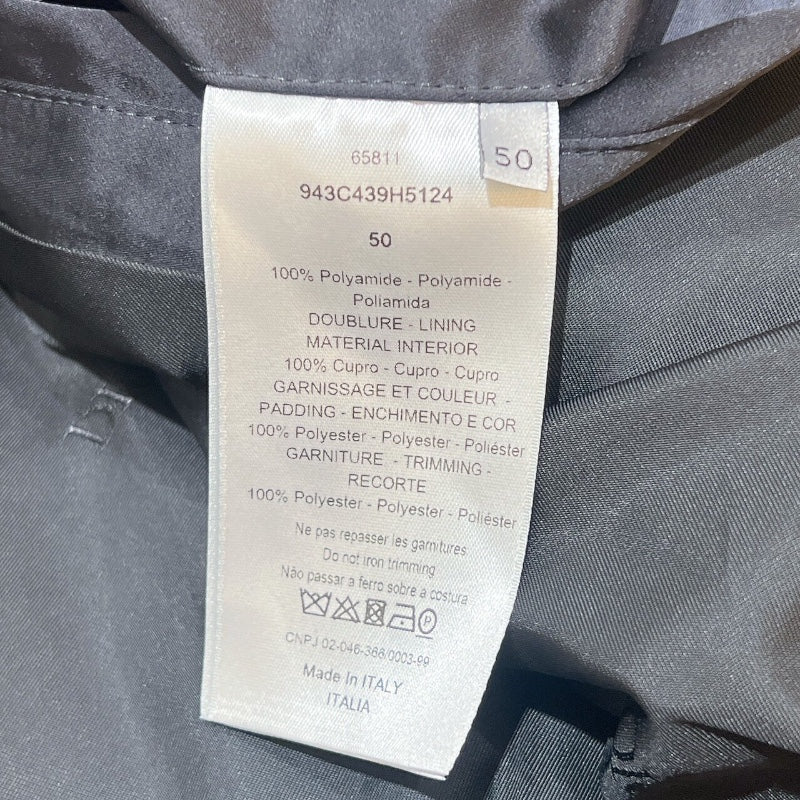 65811
50
943C439H5124
50
100% Polyamide - Polyamide -
Poliamida
DOUBLURE - LINING
MATERIAL INTERIOR
100% Cupro - Cupro - Cupro
GARNISSAGE ET COULEUR -
PADDING - ENCHIMENTO E COR
100% Polyester - Polyester - Poliéster
GARNITURE - TRIMMING -
RECORTE
100% Polyester - Polyester - Poliéster
Ne pas repasser les garnitures
Do not iron trimming
Não passar a ferro sobre a costura
P
CNPJ 02-046-366/0003-99
Made In ITALY
ITALIA